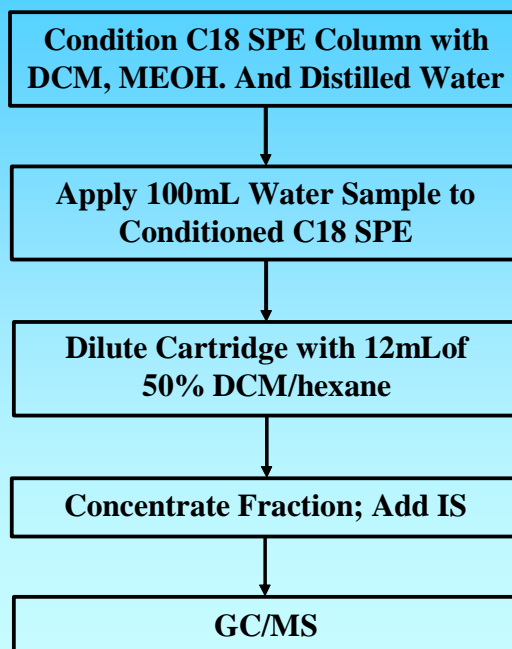 Condition C18 SPE Column with
DCM, MEOH. And Distilled Water
Apply 100mL Water Sample to
Conditioned C18 SPE
Dilute Cartridge with 12mLof
50% DCM/hexane
Concentrate Fraction; Add IS
GC/MS